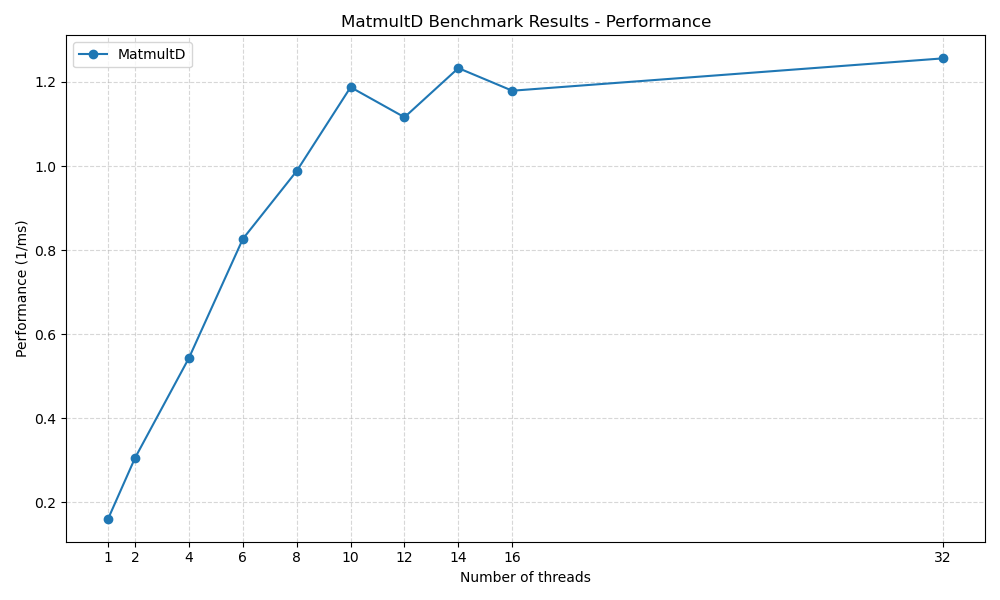 MatmultD Benchmark Results - Performance
MatmultD
1.2
1.0
0.8
0.6
0.4
0.2
Performance (1/ms)
1 2 4 6 8 10 12 14 16 32
Number of threads